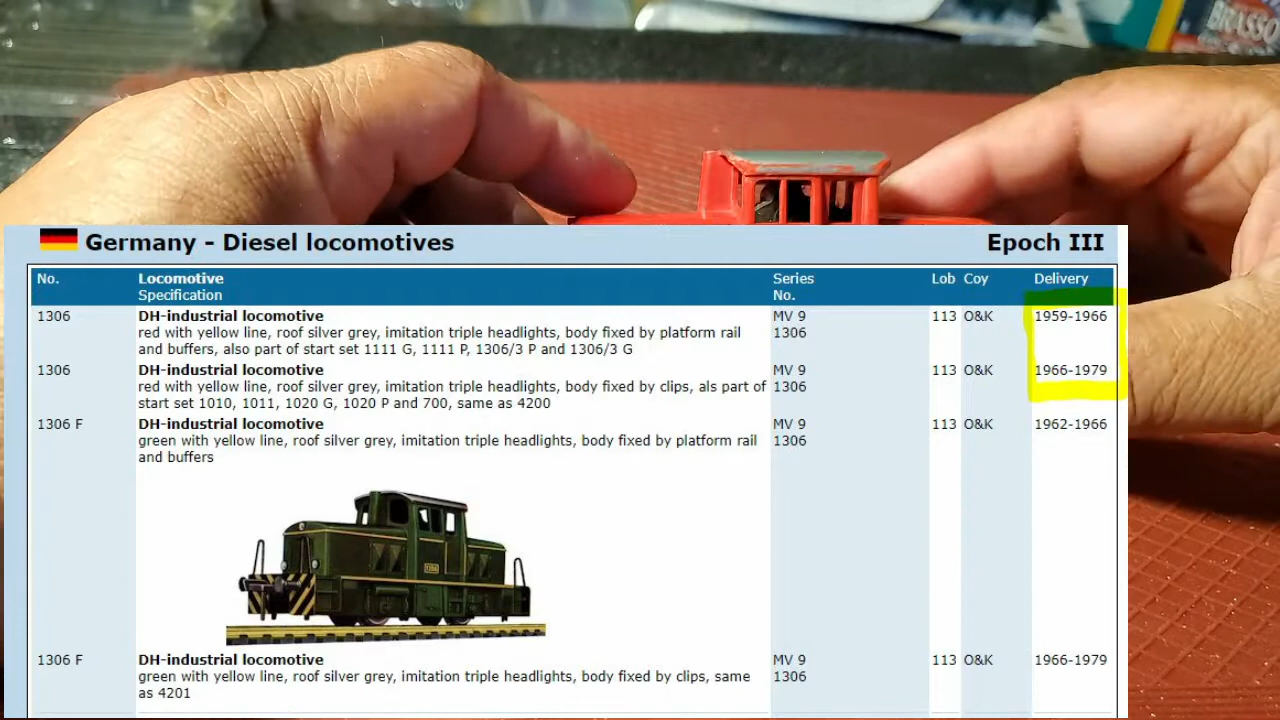 BRASSO
Germany - Diesel locomotives Epoch III
No. Locomotive Series Lob Coy Delivery
Specification No.
1306 DH-industrial locomotive MV 9 113 O&K 1959-1966
red with yellow line, roof silver grey, imitation triple headlights, body fixed by platform rail 1306
and buffers, also part of start set 1111 G, 1111 P, 1306/3 P and 1306/3 G
1306 DH-industrial locomotive MV 9 113 O&K 1966-1979
red with yellow line, roof silver grey, imitation triple headlights, body fixed by clips, als part of 1306
start set 1010, 1011, 1020 G, 1020 P and 700, same as 4200
1306 F DH-industrial locomotive MV 9 113 O&K 1962-1966
green with yellow line, roof silver grey, imitation triple headlights, body fixed by platform rail 1306
and buffers
1306 F DH-industrial locomotive MV 9 113 O&K 1966-1979
green with yellow line, roof silver grey, imitation triple headlights, body fixed by clips, same 1306
as 4201